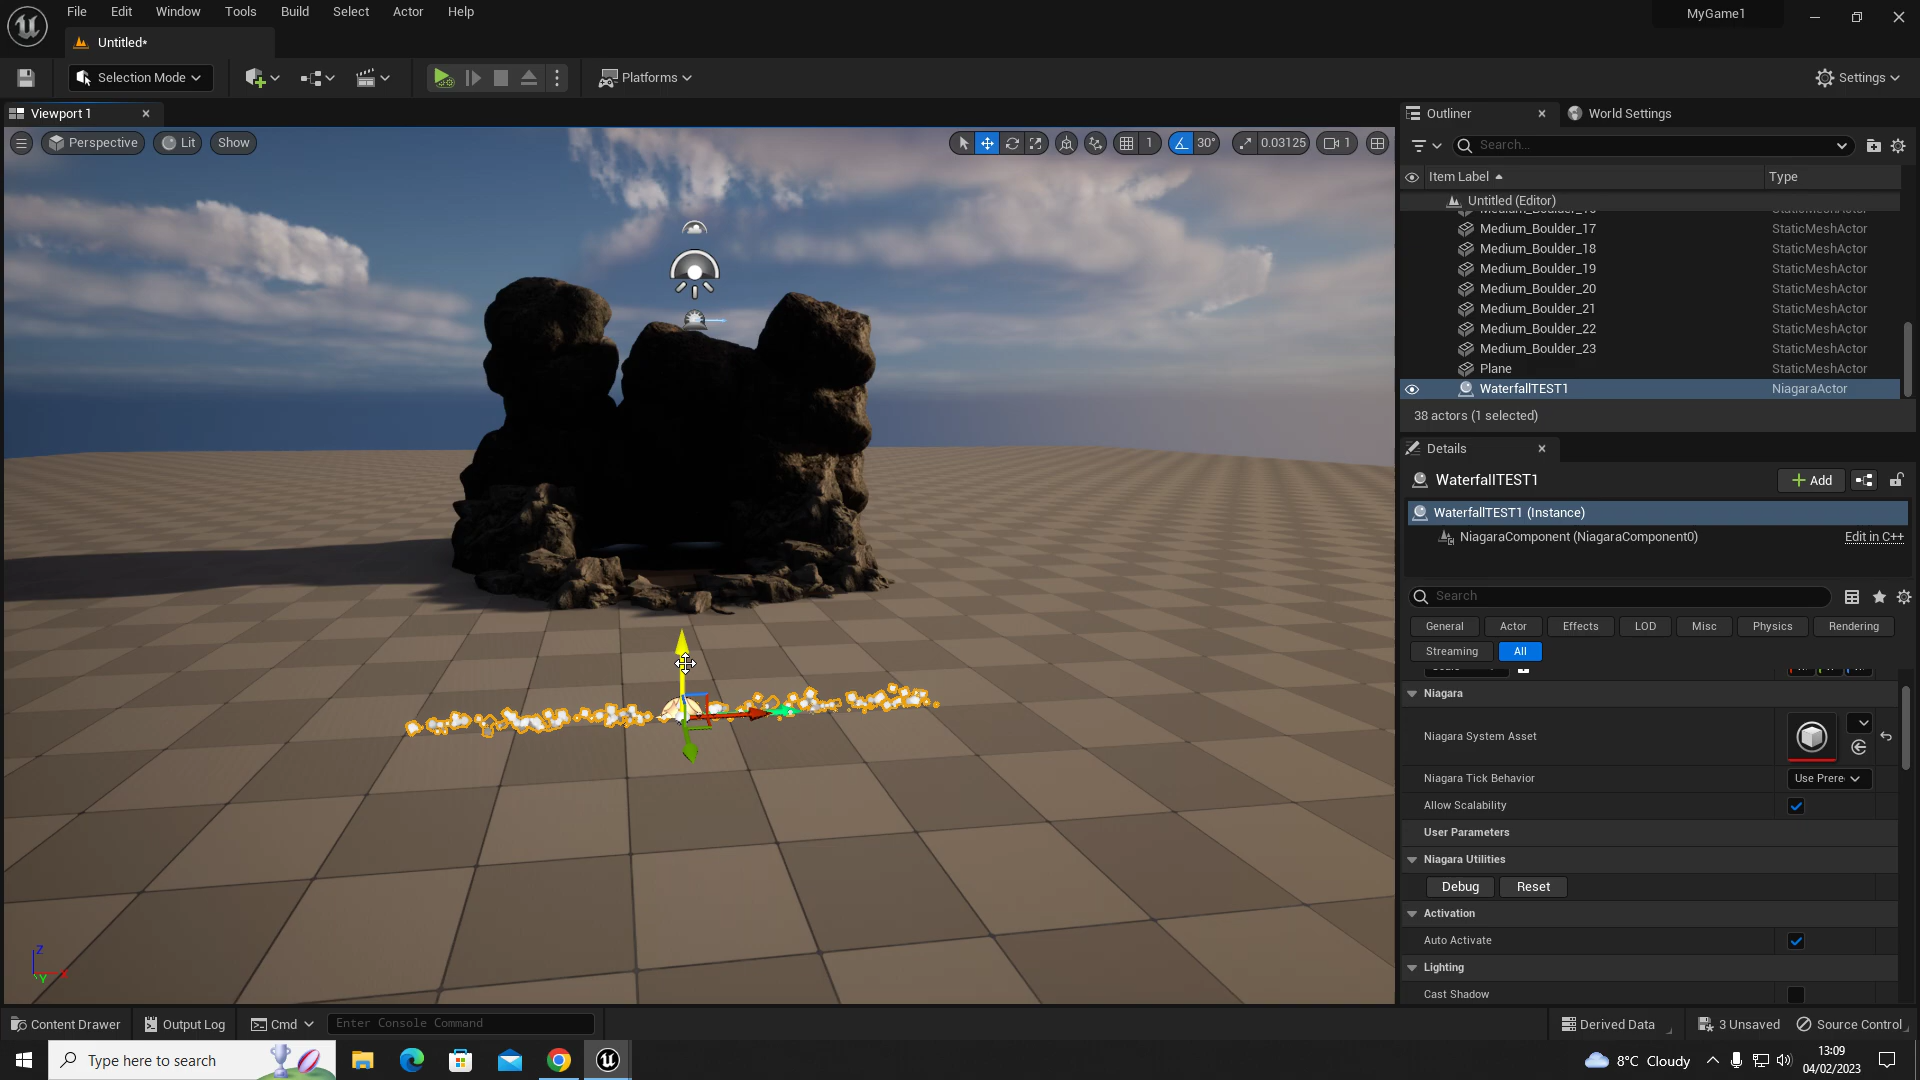 File Edit Window Tools Build Select Actor Help
MyGame1
Untitled*
Selection Mode
Platforms
Settings
Viewport 1
Perspective Lit Show
1 30° 0.03125 1
Outliner World Settings
Search...
Item Label Type
Untitled (Editor)
Medium_Boulder_17 StaticMeshActor
Medium_Boulder_18 StaticMeshActor
Medium_Boulder_19 StaticMeshActor
Medium_Boulder_20 StaticMeshActor
Medium_Boulder_21 StaticMeshActor
Medium_Boulder_22 StaticMeshActor
Medium_Boulder_23 StaticMeshActor
Plane StaticMeshActor
WaterfallTEST1 NiagaraActor
38 actors (1 selected)
Details
WaterfallTEST1
Add
WaterfallTEST1 (Instance)
NiagaraComponent (NiagaraComponent0) Edit in C++
Search
General Actor Effects LOD Misc Physics Rendering
Streaming All
Niagara
Niagara System Asset
Niagara Tick Behavior Use Prere
Allow Scalability
User Parameters
Niagara Utilities
Debug Reset
Activation
Auto Activate
Lighting
Cast Shadow
Z
X
Y
Content Drawer Output Log Cmd Enter Console Command
Derived Data 3 Unsaved Source Control
Type here to search
8°C Cloudy
13:09
04/02/2023